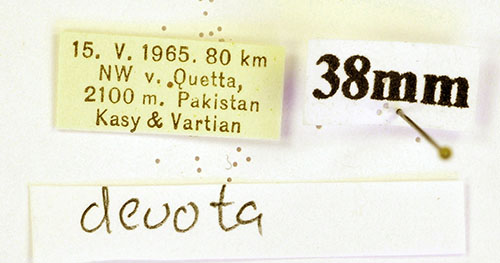 15. V. 1965. 80 km
NW v. Quetta,
2100 m. Pakistan
Kasy & Vartian
38mm
devota